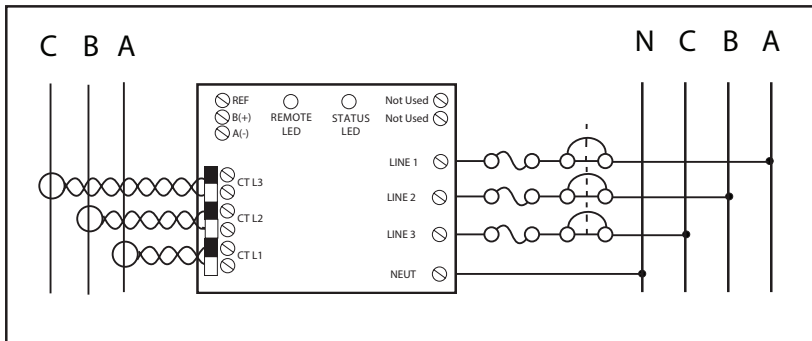 C B A
N C B A
REF
B(+)
A(-)
REMOTE
LED
STATUS
LED
Not Used
Not Used
CT L3
CT L2
CT L1
LINE 1
LINE 2
LINE 3
NEUT